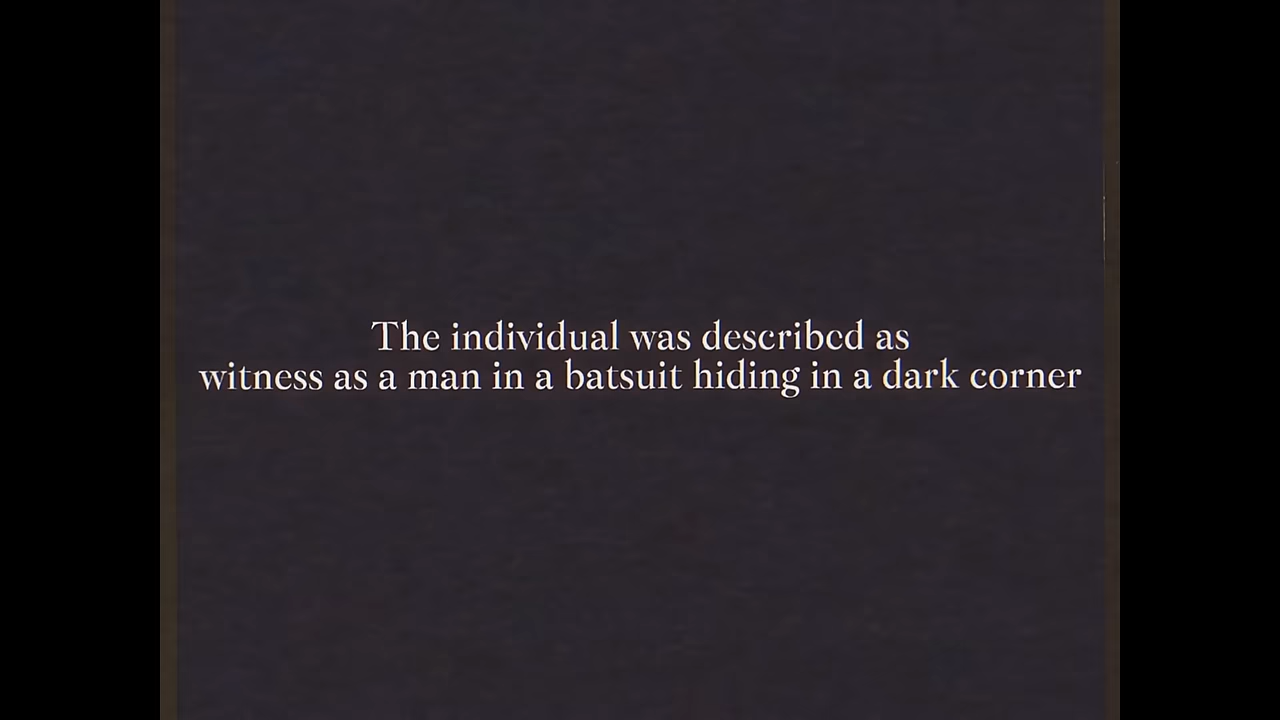 The individual was described as
witness as a man in a batsuit hiding in a dark corner